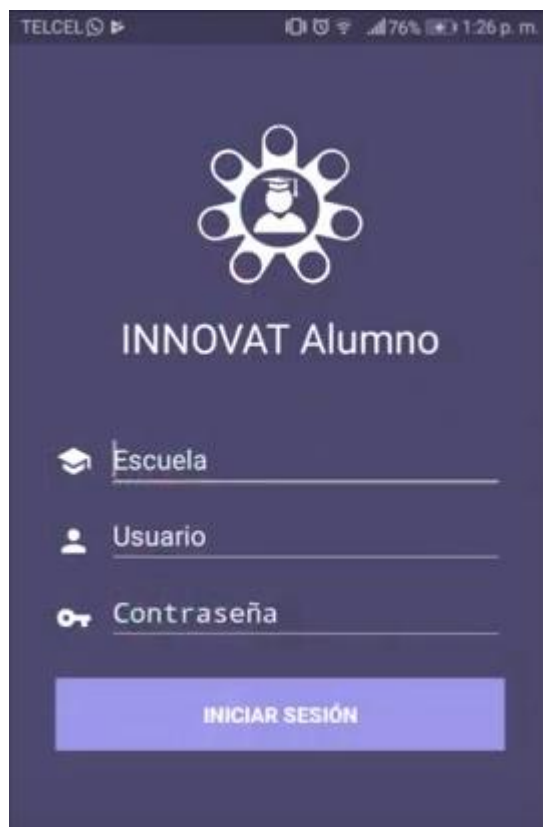 TELCEL 76% 1:26 p. m.
INNOVAT Alumno
Escuela
Usuario
Contraseña
INICIAR SESIÓN